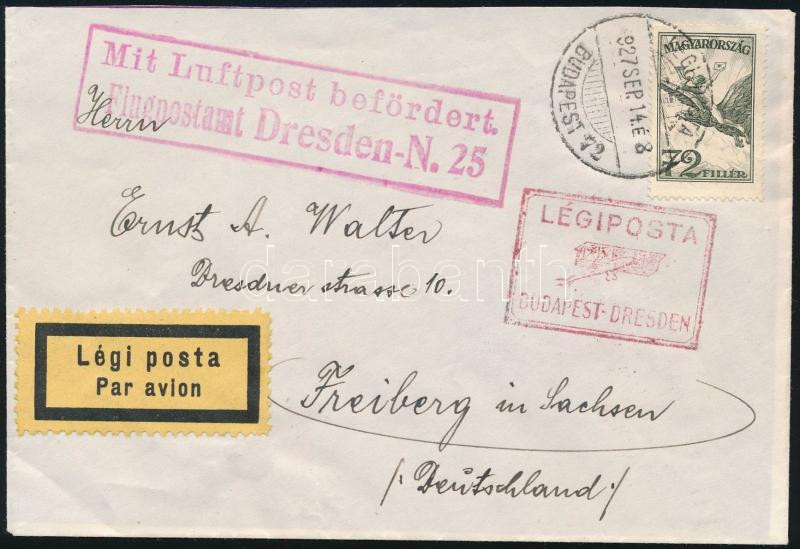 Mit Luftpost befördert.
Flugpostamt Dresden-N. 25
BUDAPEST 72
927 SEP. 14. É 8
MAGYARORSZÁG
72 FILLÉR
Herrn
Ernst A. Walter
Dresdner strasse 10.
LÉGIPOSTA
BUDAPEST-DRESDEN
Légi posta
Par avion
Freiberg in Sachsen
/: Deutschland :/
darabanth